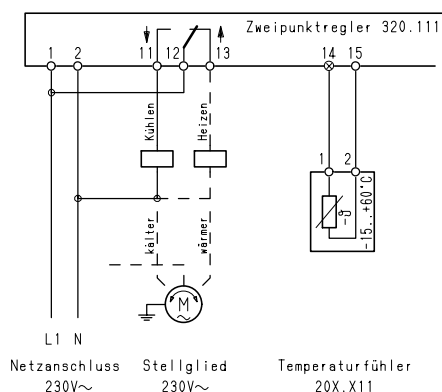 Zweipunktregler 320.111
1 2 11 12 13 14 15
Kühlen
Heizen
kälter
wärmer
1 2
-ϑ
-15...+60°C
M
L1 N
Netzanschluss
230V~
Stellglied
230V~
Temperaturfühler
20X.X11